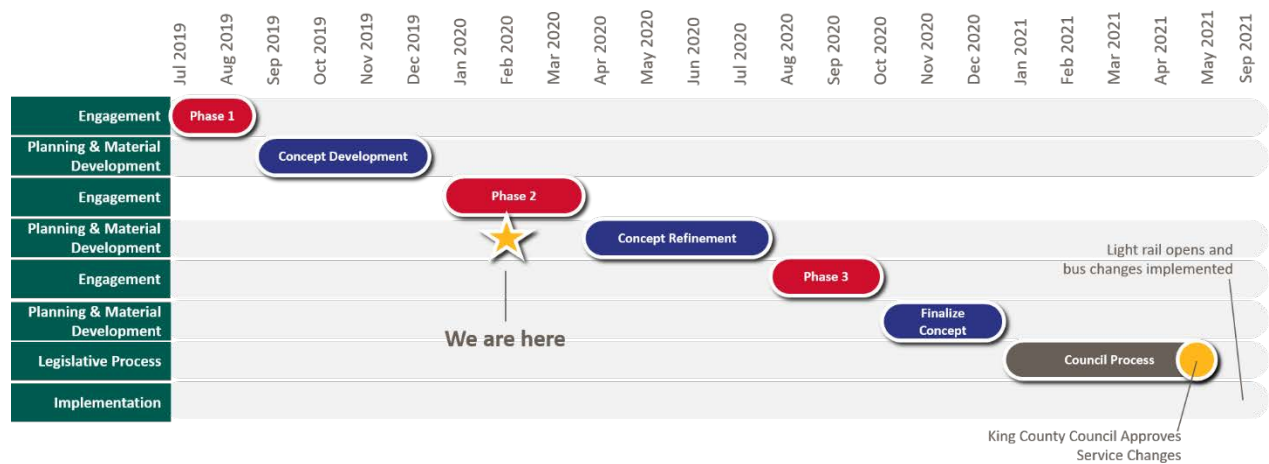 Jul 2019
Aug 2019
Sep 2019
Oct 2019
Nov 2019
Dec 2019
Jan 2020
Feb 2020
Mar 2020
Apr 2020
May 2020
Jun 2020
Jul 2020
Aug 2020
Sep 2020
Oct 2020
Nov 2020
Dec 2020
Jan 2021
Feb 2021
Mar 2021
Apr 2021
May 2021
Sep 2021
Engagement
Phase 1
Planning & Material
Development
Concept Development
Engagement
Phase 2
Planning & Material
Development
Concept Refinement
Light rail opens and
bus changes implemented
Engagement
Phase 3
Planning & Material
Development
Finalize
Concept
We are here
Legislative Process
Council Process
Implementation
King County Council Approves
Service Changes